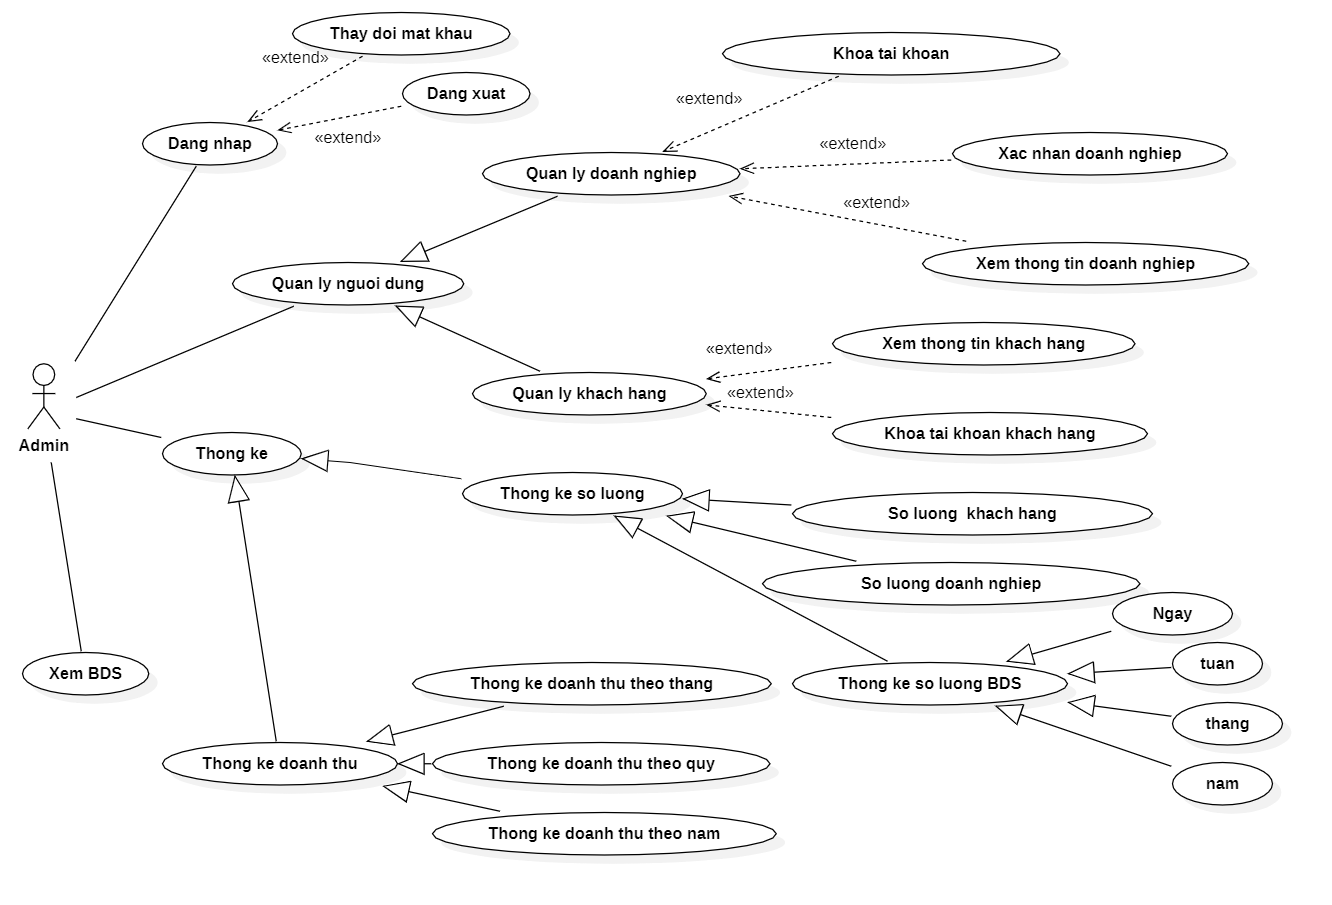 Thay doi mat khau
«extend»
Dang xuat
«extend»
Dang nhap
Khoa tai khoan
«extend»
Xac nhan doanh nghiep
«extend»
Quan ly doanh nghiep
«extend»
Xem thong tin doanh nghiep
Quan ly nguoi dung
Xem thong tin khach hang
«extend»
Quan ly khach hang
«extend»
Khoa tai khoan khach hang
Admin
Thong ke
Thong ke so luong
So luong  khach hang
So luong doanh nghiep
Ngay
tuan
Xem BDS
Thong ke doanh thu theo thang
Thong ke so luong BDS
thang
Thong ke doanh thu
Thong ke doanh thu theo quy
nam
Thong ke doanh thu theo nam